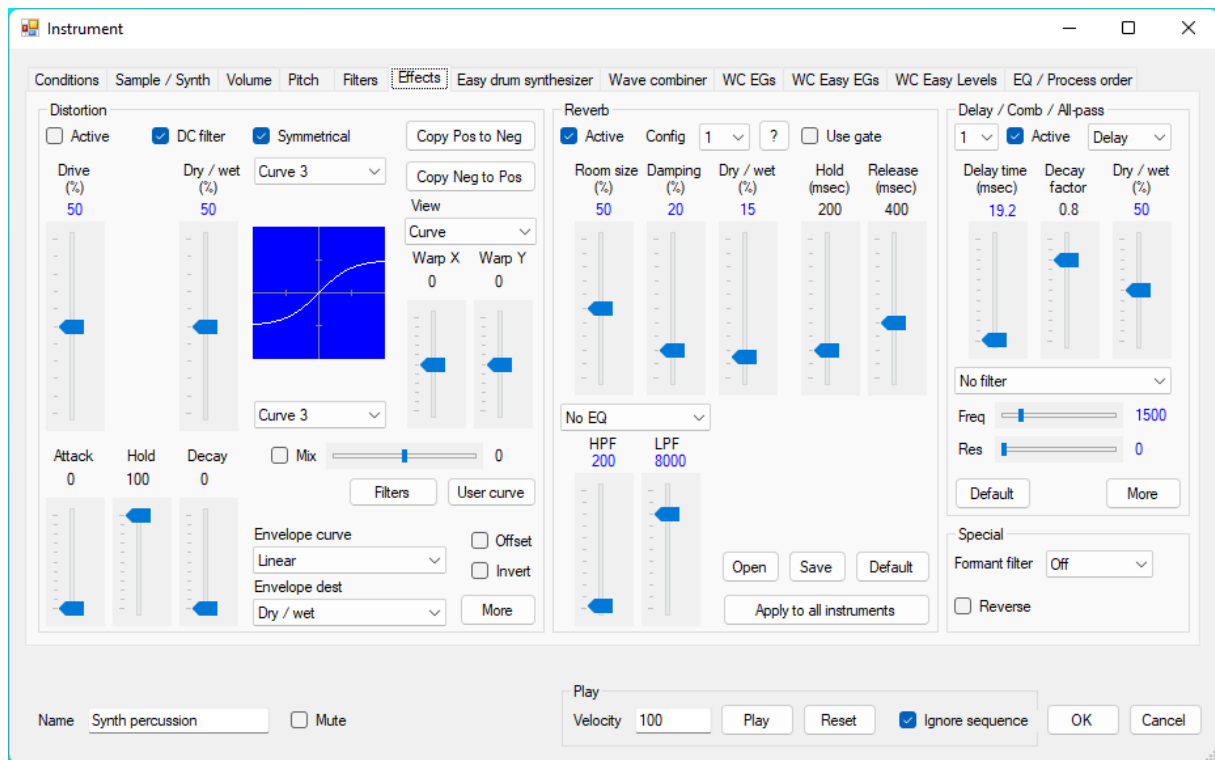 Instrument
Conditions Sample / Synth Volume Pitch Filters Effects Easy drum synthesizer Wave combiner WC EGs WC Easy EGs WC Easy Levels EQ / Process order
Distortion
Active DC filter Symmetrical Copy Pos to Neg
Drive (%) Dry / wet (%) Curve 3 Copy Neg to Pos
50 50 View
Curve
Warp X Warp Y
0 0
Curve 3
Attack Hold Decay Mix 0
0 100 0
Filters User curve
Envelope curve Offset
Linear Invert
Envelope dest
Dry / wet More
Reverb
Active Config 1 ? Use gate
Room size (%) Damping (%) Dry / wet (%) Hold (msec) Release (msec)
50 20 15 200 400
No EQ
HPF LPF
200 8000
Open Save Default
Apply to all instruments
Delay / Comb / All-pass
1 Active Delay
Delay time (msec) Decay factor Dry / wet (%)
19.2 0.8 50
No filter
Freq 1500
Res 0
Default More
Special
Formant filter Off
Reverse
Play
Name Synth percussion Mute Velocity 100 Play Reset Ignore sequence OK Cancel